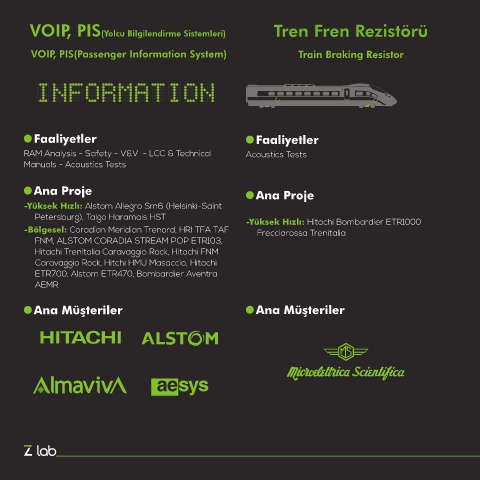 VOIP, PIS(Yolcu Bilgilendirme Sistemleri)
VOIP, PIS(Passenger Information System)
INFORMATION
Faaliyetler
RAM Analysis - Safety - V&V - LCC & Technical
Manuals - Acoustics Tests
Ana Proje
-Yüksek Hızlı: Alstom Allegro Sm6 (Helsinki-Saint
Petersburg), Talgo Haramais HST
-Bölgesel: Coradian Meridian Trenord, HRI TFA TAF
FNM, ALSTOM CORADIA STREAM POP ETR103,
Hitachi Trenitalia Caravaggio Rock, Hitachi FNM
Caravaggio Rock, Hitchi HMU Masaccio, Hitachi
ETR700, Alstom ETR470, Bombardier Aventra
AEMR
Ana Müşteriler
HITACHI ALSTOM
AlmavivA aesys
Tren Fren Rezistörü
Train Braking Resistor
Faaliyetler
Acoustics Tests
Ana Proje
-Yüksek Hızlı: Hitachi Bombardier ETR1000
Frecciarossa Trenitalia
Ana Müşteriler
MS
Microelettrica Scientifica
Z lab